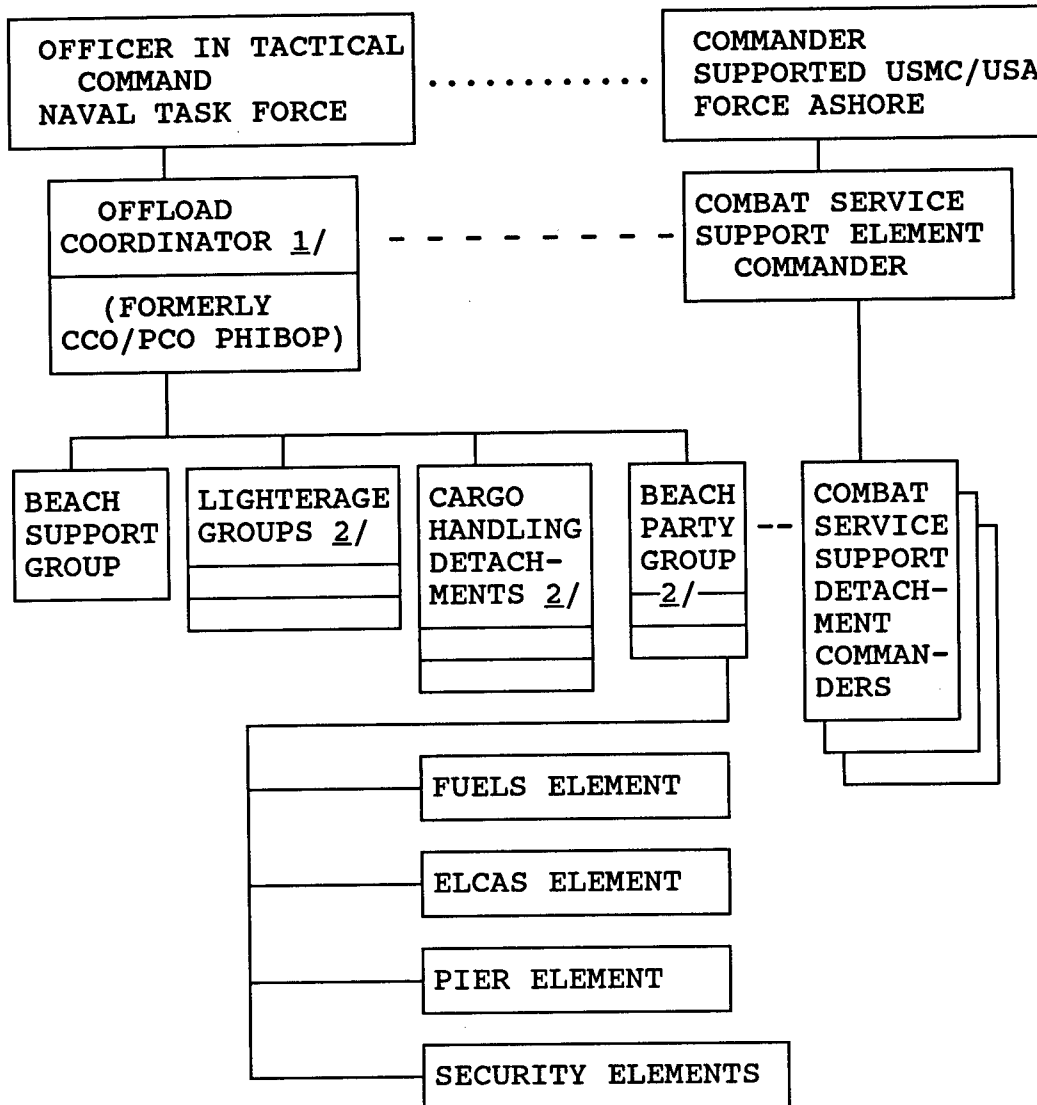 OFFICER IN TACTICAL
COMMAND
NAVAL TASK FORCE
COMMANDER
SUPPORTED USMC/USA
FORCE ASHORE
OFFLOAD
COORDINATOR 1/
(FORMERLY
CCO/PCO PHIBOP)
COMBAT SERVICE
SUPPORT ELEMENT
COMMANDER
BEACH
SUPPORT
GROUP
LIGHTERAGE
GROUPS 2/
CARGO
HANDLING
DETACH-
MENTS 2/
BEACH
PARTY
GROUP
2/
COMBAT
SERVICE
SUPPORT
DETACH-
MENT
COMMAN-
DERS
FUELS ELEMENT
ELCAS ELEMENT
PIER ELEMENT
SECURITY ELEMENTS